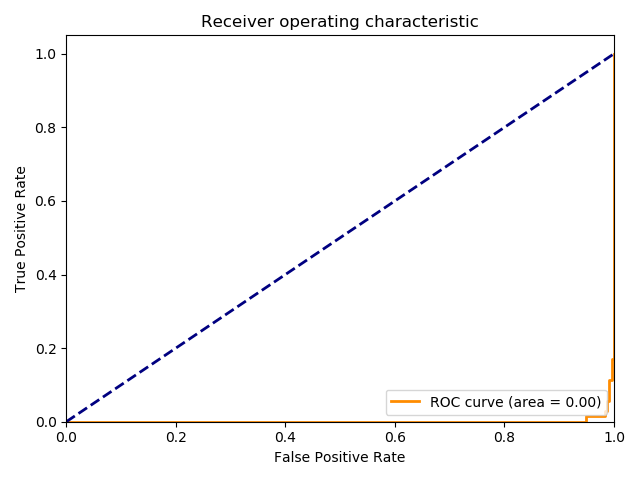 Receiver operating characteristic
True Positive Rate
1.0
0.8
0.6
0.4
0.2
0.0
ROC curve (area = 0.00)
0.0 0.2 0.4 0.6 0.8 1.0
False Positive Rate